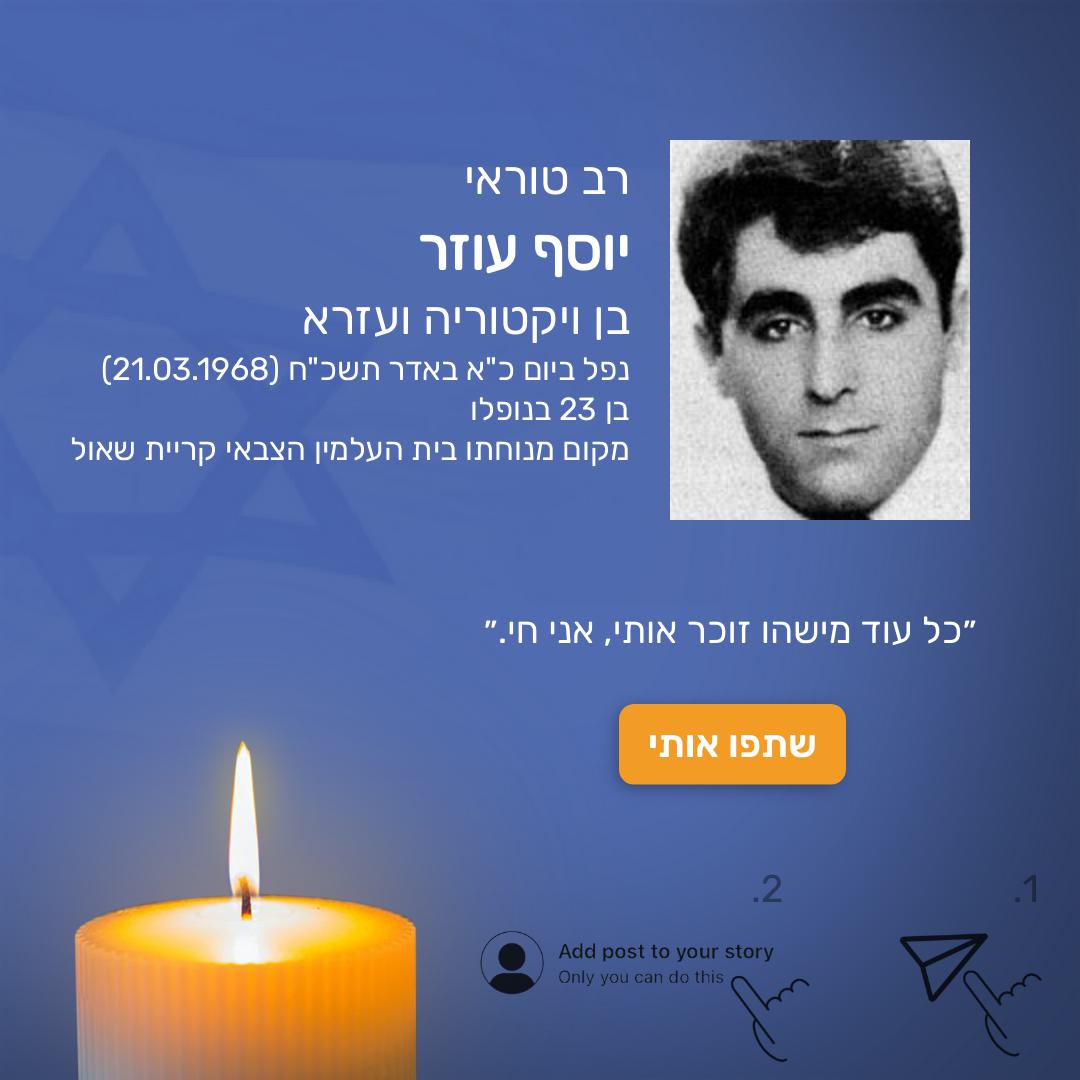 רב טוראי
יוסף עוזר
בן ויקטוריה ועזרא
נפל ביום כ"א באדר תשכ"ח (21.03.1968)
בן 23 בנופלו
מקום מנוחתו בית העלמין הצבאי קריית שאול
״כל עוד מישהו זוכר אותי, אני חי.״
שתפו אותי
1.
2.
Add post to your story
Only you can do this